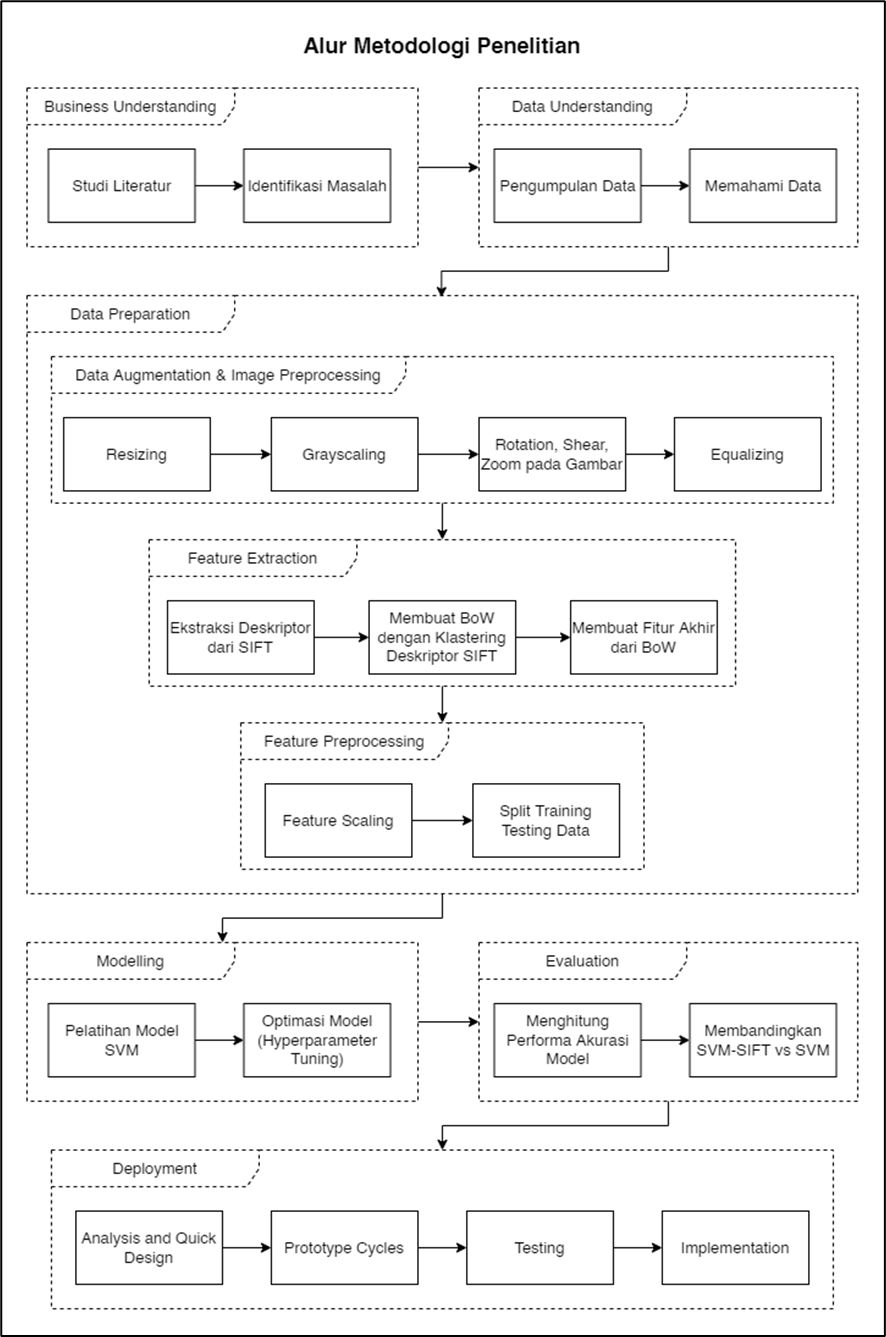 Alur Metodologi Penelitian
Business Understanding
Studi Literatur
Identifikasi Masalah
Data Understanding
Pengumpulan Data
Memahami Data
Data Preparation
Data Augmentation & Image Preprocessing
Resizing
Grayscaling
Rotation, Shear,
Zoom pada Gambar
Equalizing
Feature Extraction
Ekstraksi Deskriptor
dari SIFT
Membuat BoW
dengan Klastering
Deskriptor SIFT
Membuat Fitur Akhir
dari BoW
Feature Preprocessing
Feature Scaling
Split Training
Testing Data
Modelling
Pelatihan Model
SVM
Optimasi Model
(Hyperparameter
Tuning)
Evaluation
Menghitung
Performa Akurasi
Model
Membandingkan
SVM-SIFT vs SVM
Deployment
Analysis and Quick
Design
Prototype Cycles
Testing
Implementation